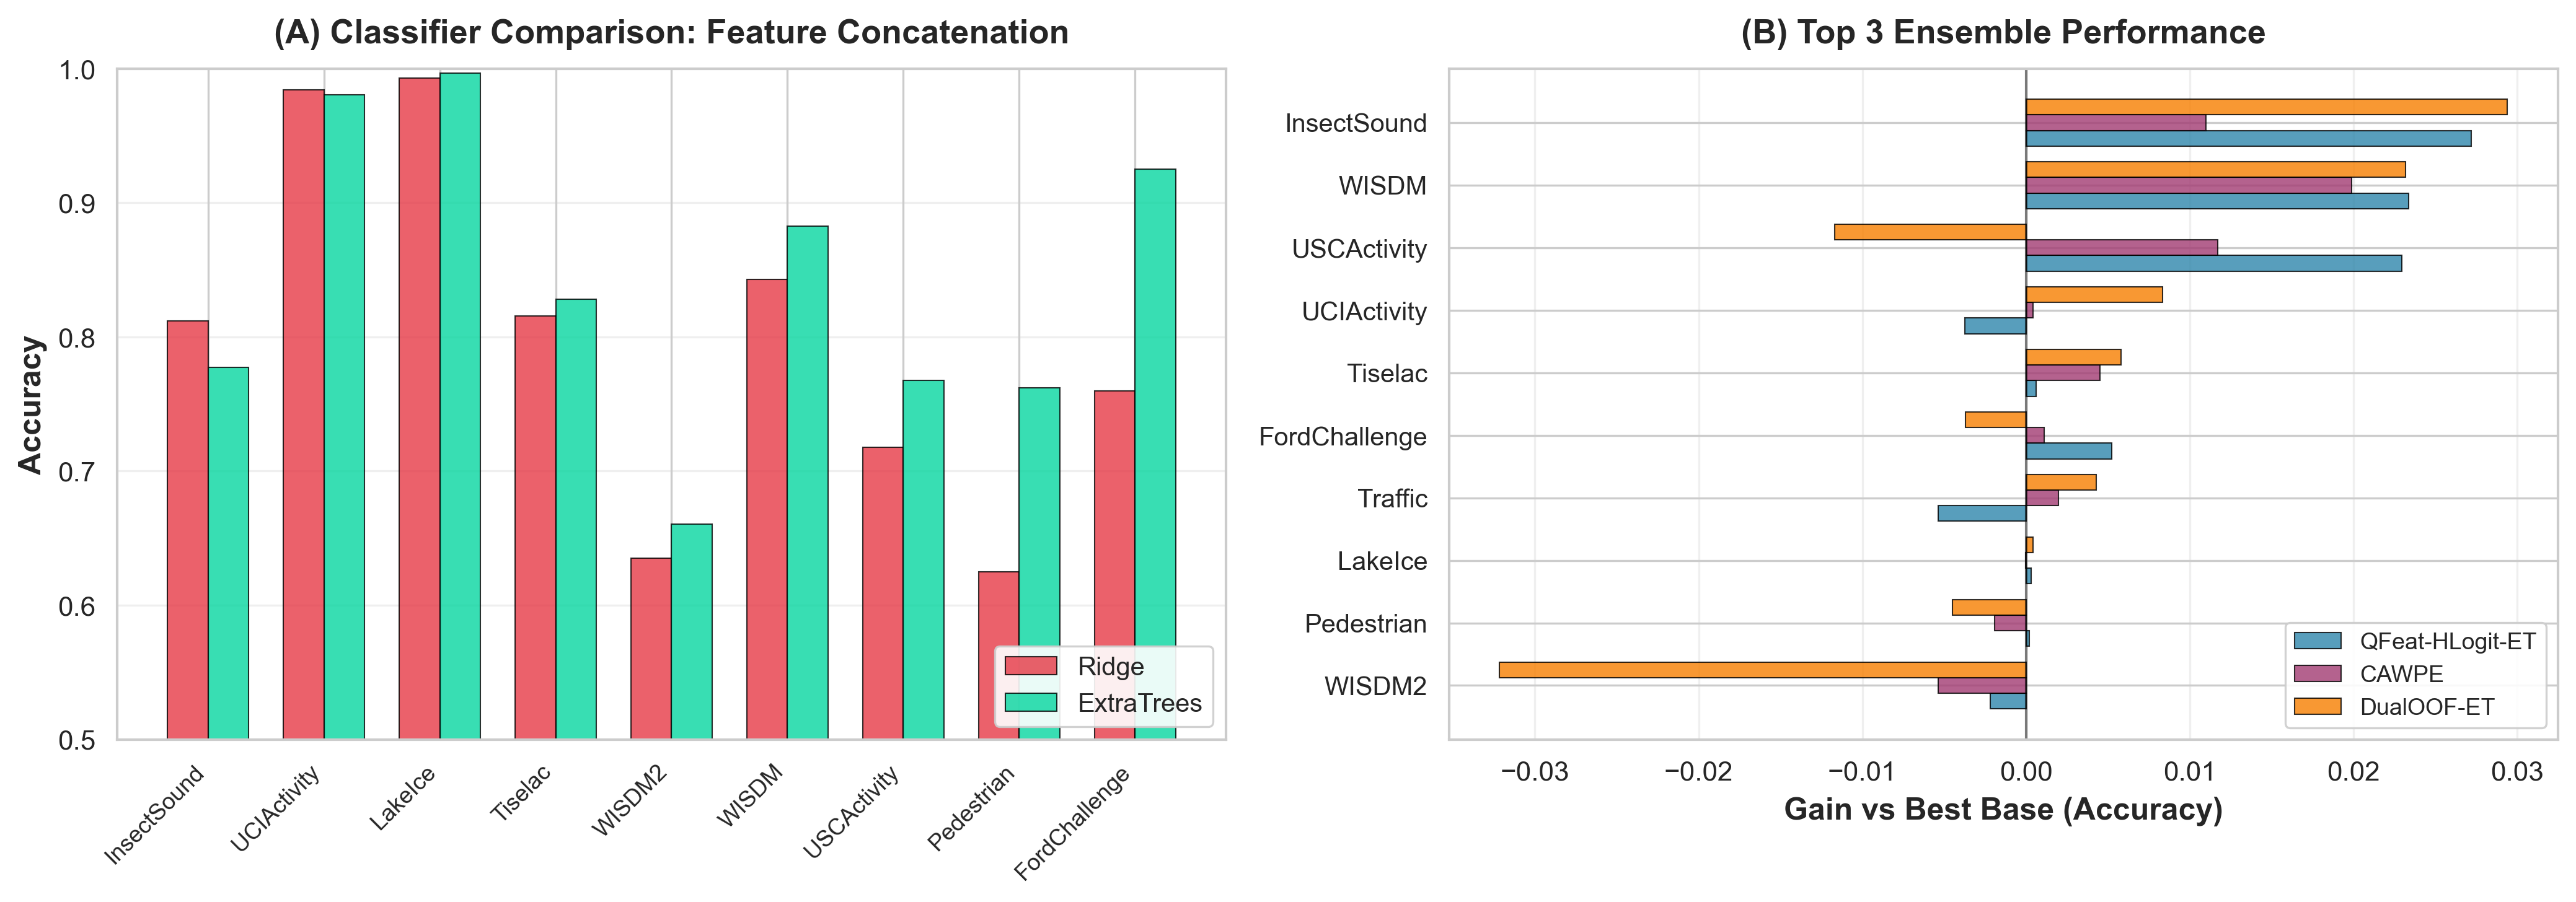 (A) Classifier Comparison: Feature Concatenation
Accuracy
1.0
0.9
0.8
0.7
0.6
0.5
InsectSound
UCIActivity
LakeIce
Tiselac
WISDM2
WISDM
USCActivity
Pedestrian
FordChallenge
Ridge
ExtraTrees
(B) Top 3 Ensemble Performance
InsectSound
WISDM
USCActivity
UCIActivity
Tiselac
FordChallenge
Traffic
LakeIce
Pedestrian
WISDM2
QFeat-HLogit-ET
CAWPE
DualOOF-ET
−0.03 −0.02 −0.01 0.00 0.01 0.02 0.03
Gain vs Best Base (Accuracy)